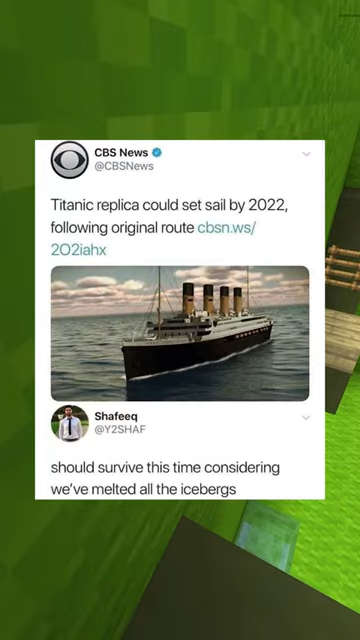 CBS News
@CBSNews
Titanic replica could set sail by 2022,
following original route cbsn.ws/
2O2iahx
Shafeeq
@Y2SHAF
should survive this time considering
we've melted all the icebergs